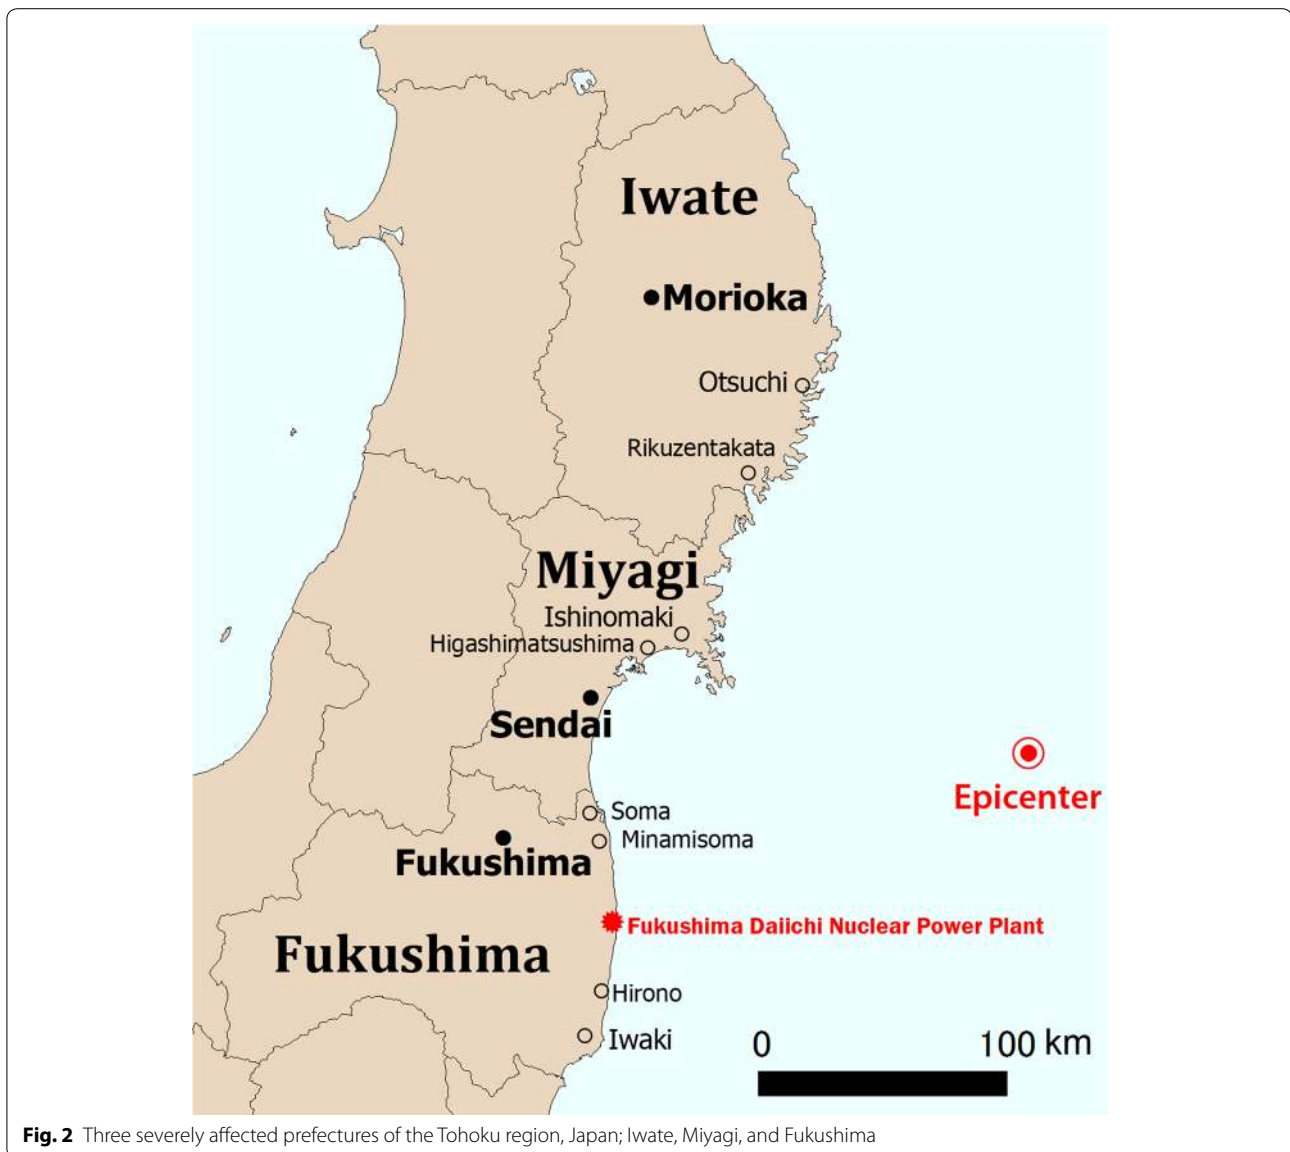 Iwate
Morioka
Otsuchi
Rikuzentakata
Miyagi
Ishinomaki
Higashimatsushima
Sendai
Epicenter
Soma
Minamisoma
Fukushima
Fukushima Daiichi Nuclear Power Plant
Fukushima
Hirono
Iwaki
0 100 km
Fig. 2 Three severely affected prefectures of the Tohoku region, Japan; Iwate, Miyagi, and Fukushima